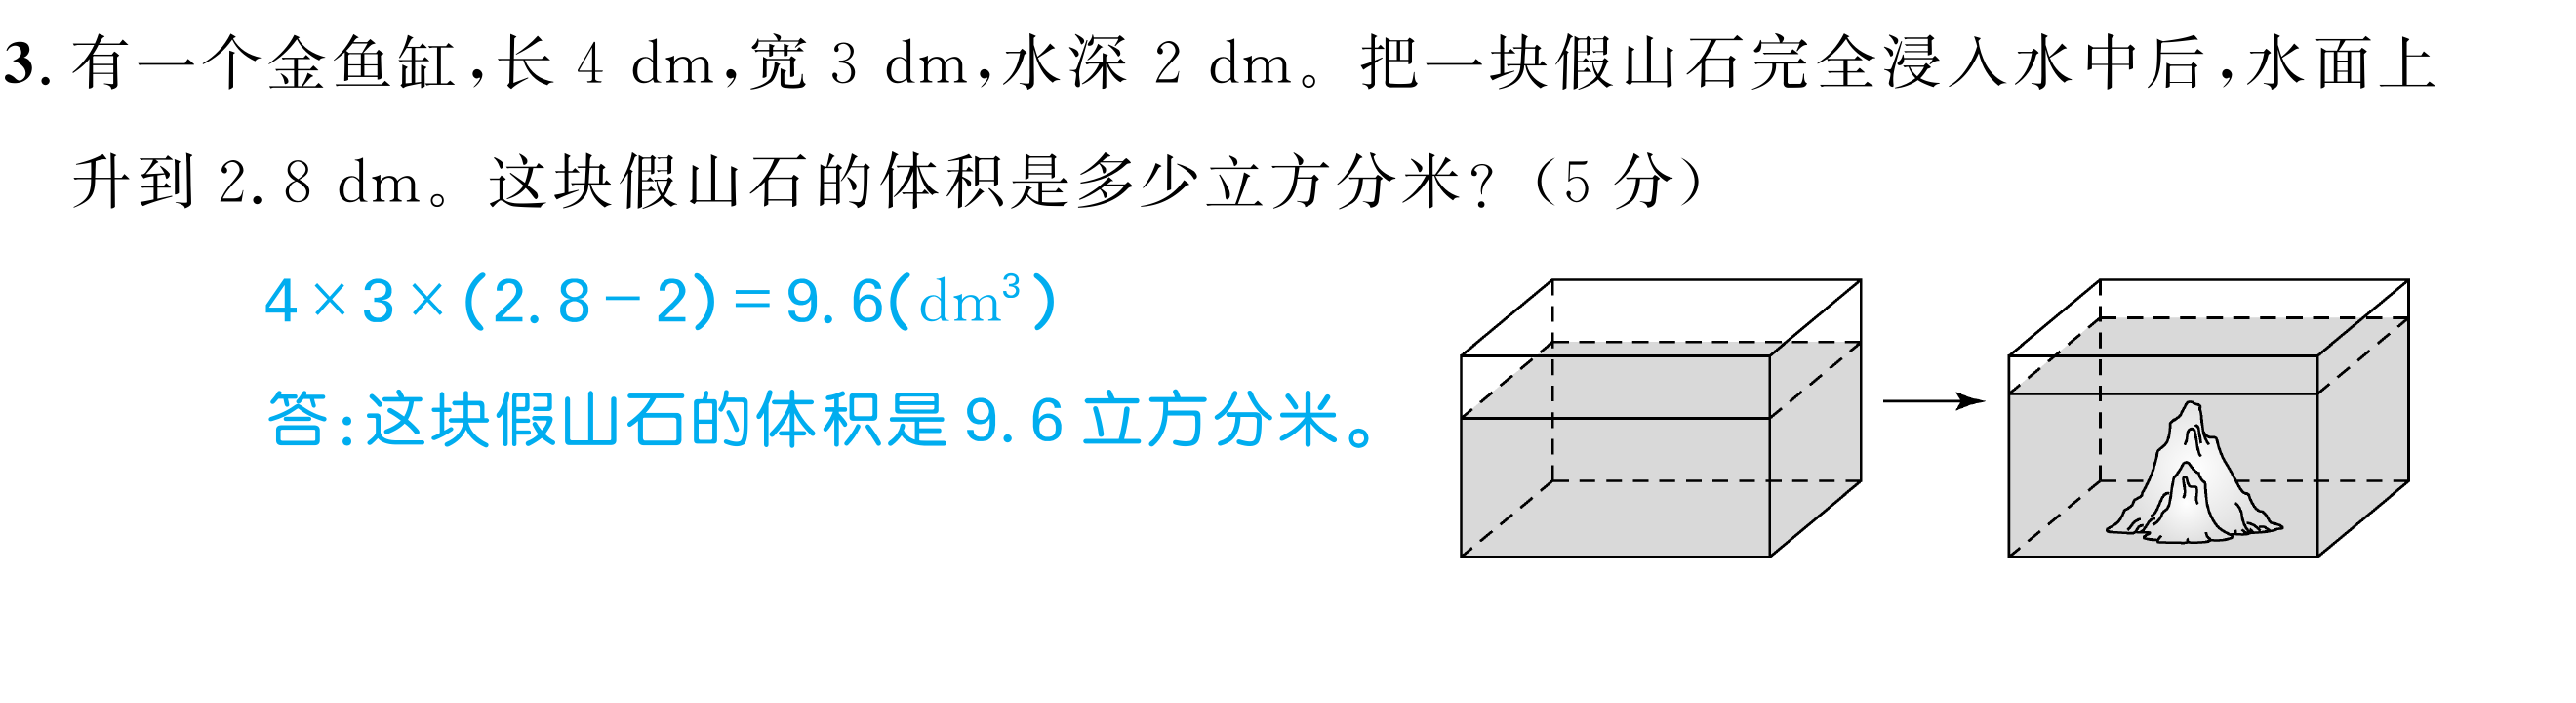 3. 有一个金鱼缸,长 4 dm,宽 3 dm,水深 2 dm。把一块假山石完全浸入水中后,水面上
升到 2.8 dm。这块假山石的体积是多少立方分米?(5 分)
4×3×(2.8-2)=9.6(dm³)
答:这块假山石的体积是 9.6 立方分米。